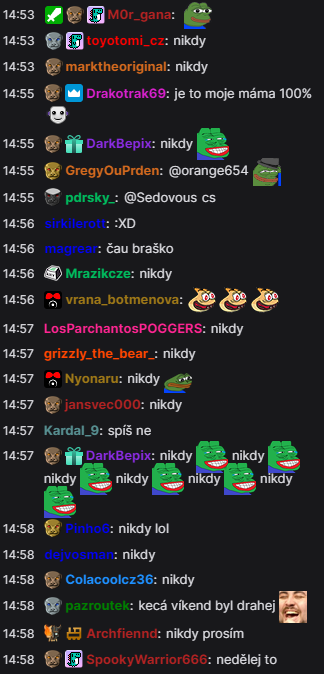 14:53 M0r_gana:
14:53 toyotomi_cz: nikdy
14:53 marktheoriginal: nikdy
14:55 Drakotrak69: je to moje máma 100%
14:55 DarkBepix: nikdy
14:55 GregyOuPrden: @orange654
14:55 pdrsky_: @Sedovous cs
14:56 :XD
14:56 magrcar: čau braško
14:56 Mrazikcze: nikdy
14:56 vrana_botmenova:
14:57 LosParchantosPOGGERS: nikdy
14:57 grizzly_the_bear_: nikdy
14:57 Nyonaru: nikdy
14:57 jansvec000: nikdy
14:57 Kardal_9: spíš ne
14:57 DarkBepix: nikdy nikdy
nikdy nikdy nikdy nikdy
14:58 nikdy lol
14:58 dejvosman: nikdy
14:58 Colacoolcz36: nikdy
14:58 pazroutek: kecá víkend byl drahej
14:58 Archfiennd: nikdy prosím
14:58 SpookyWarrior666: nedělej to